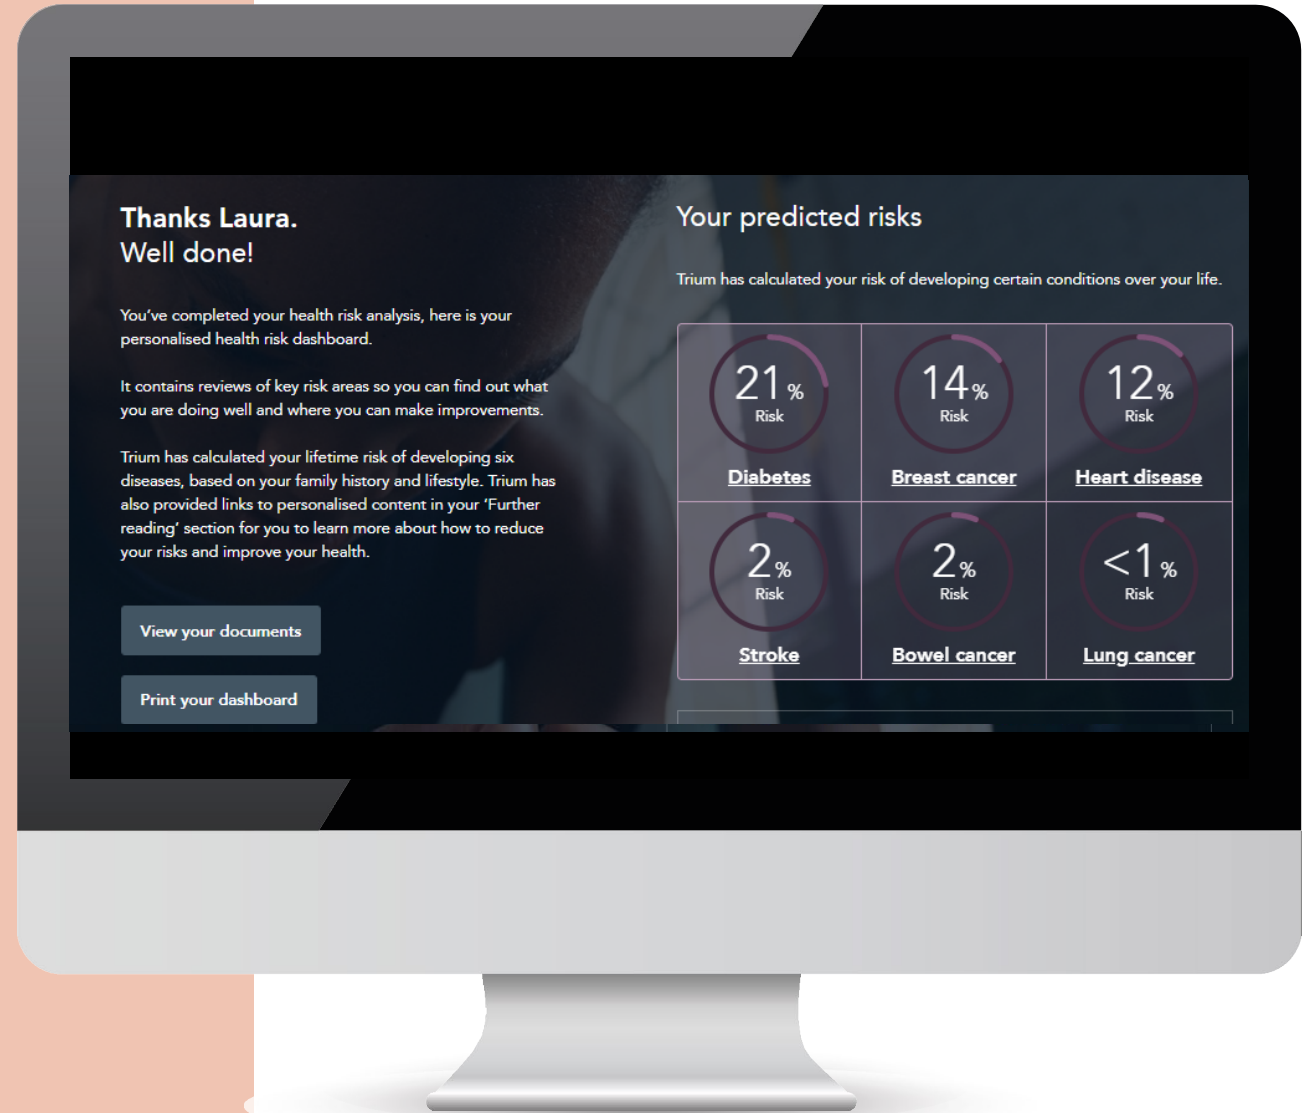 Thanks Laura.
Well done!
You've completed your health risk analysis, here is your
personalised health risk dashboard.
It contains reviews of key risk areas so you can find out what
you are doing well and where you can make improvements.
Trium has calculated your lifetime risk of developing six
diseases, based on your family history and lifestyle. Trium has
also provided links to personalised content in your ‘Further
reading’ section for you to learn more about how to reduce
your risks and improve your health.
View your documents
Print your dashboard
Your predicted risks
Trium has calculated your risk of developing certain conditions over your life.
21%
Risk
Diabetes
14%
Risk
Breast cancer
12%
Risk
Heart disease
2%
Risk
Stroke
2%
Risk
Bowel cancer
<1%
Risk
Lung cancer